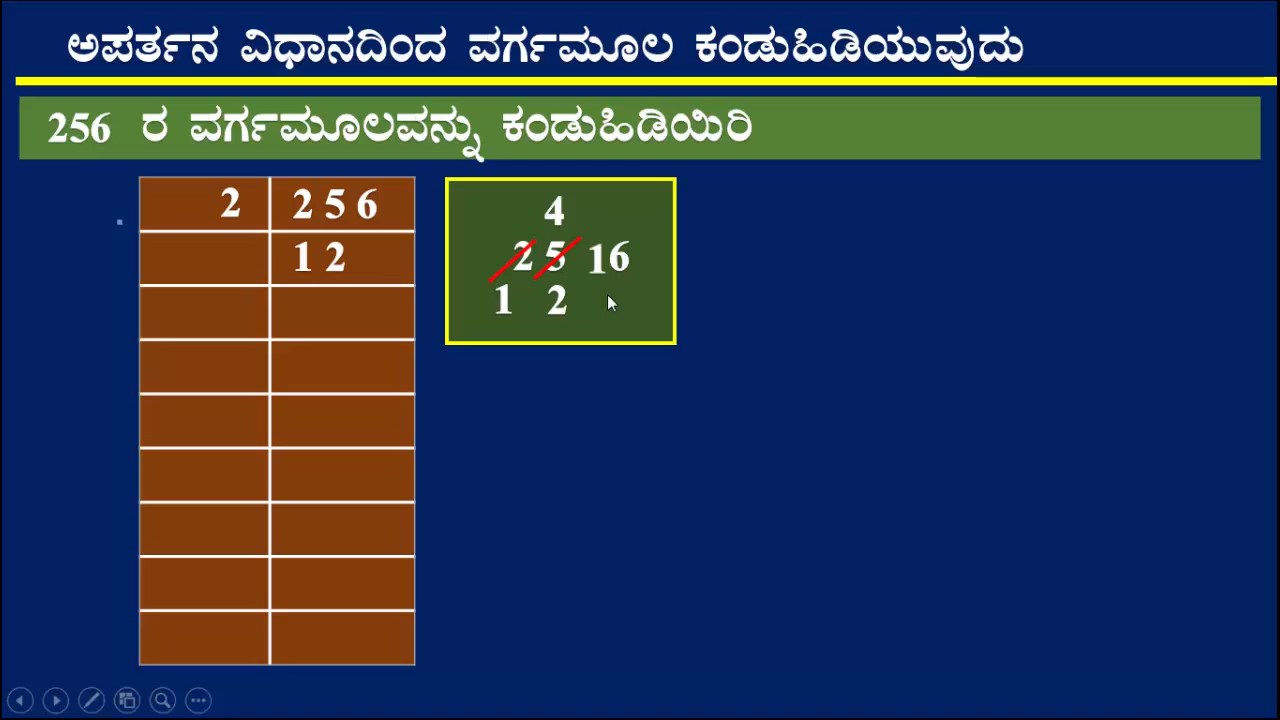 ಅಪರ್ತನ ವಿಧಾನದಿಂದ ವರ್ಗಮೂಲ ಕಂಡುಹಿಡಿಯುವುದು
256 ರ ವರ್ಗಮೂಲವನ್ನು ಕಂಡುಹಿಡಿಯಿರಿ
2 2 5 6
1 2
4
2 5 16
1 2